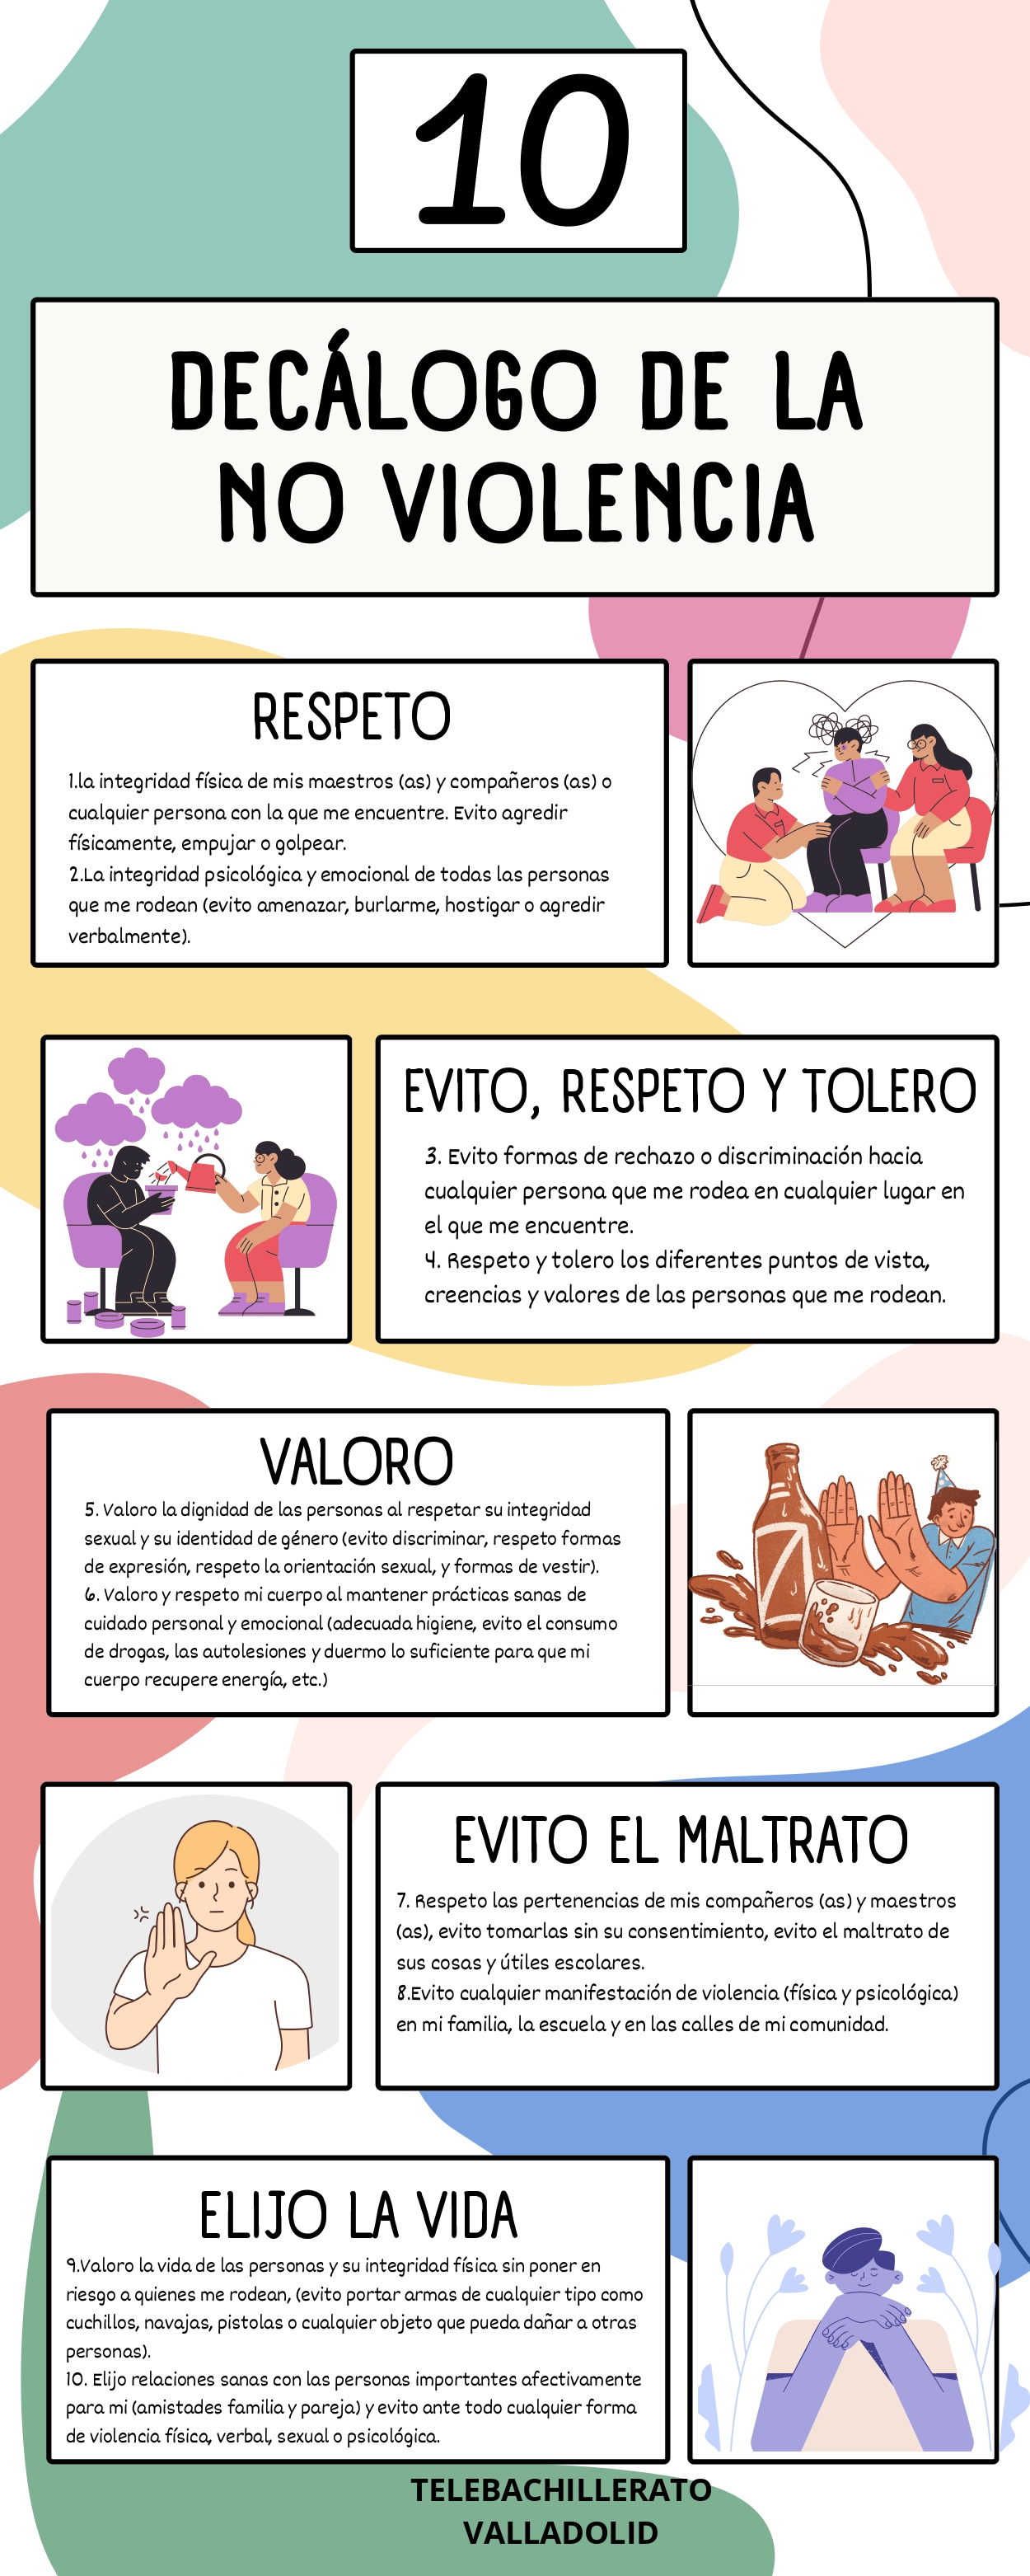 10
DECÁLOGO DE LA
NO VIOLENCIA
RESPETO
1.la integridad física de mis maestros (as) y compañeros (as) o
cualquier persona con la que me encuentre. Evito agredir
físicamente, empujar o golpear.
2.La integridad psicológica y emocional de todas las personas
que me rodean (evito amenazar, burlarme, hostigar o agredir
verbalmente).
EVITO, RESPETO Y TOLERO
3. Evito formas de rechazo o discriminación hacia
cualquier persona que me rodea en cualquier lugar en
el que me encuentre.
4. Respeto y tolero los diferentes puntos de vista,
creencias y valores de las personas que me rodean.
VALORO
5. Valoro la dignidad de las personas al respetar su integridad
sexual y su identidad de género (evito discriminar, respeto formas
de expresión, respeto la orientación sexual, y formas de vestir).
6. Valoro y respeto mi cuerpo al mantener prácticas sanas de
cuidado personal y emocional (adecuada higiene, evito el consumo
de drogas, las autolesiones y duermo lo suficiente para que mi
cuerpo recupere energía, etc.)
EVITO EL MALTRATO
7. Respeto las pertenencias de mis compañeros (as) y maestros
(as), evito tomarlas sin su consentimiento, evito el maltrato de
sus cosas y útiles escolares.
8.Evito cualquier manifestación de violencia (física y psicológica)
en mi familia, la escuela y en las calles de mi comunidad.
ELIJO LA VIDA
9.Valoro la vida de las personas y su integridad física sin poner en
riesgo a quienes me rodean, (evito portar armas de cualquier tipo como
cuchillos, navajas, pistolas o cualquier objeto que pueda dañar a otras
personas).
10. Elijo relaciones sanas con las personas importantes afectivamente
para mi (amistades familia y pareja) y evito ante todo cualquier forma
de violencia física, verbal, sexual o psicológica.
TELEBACHILLERATO
VALLADOLID